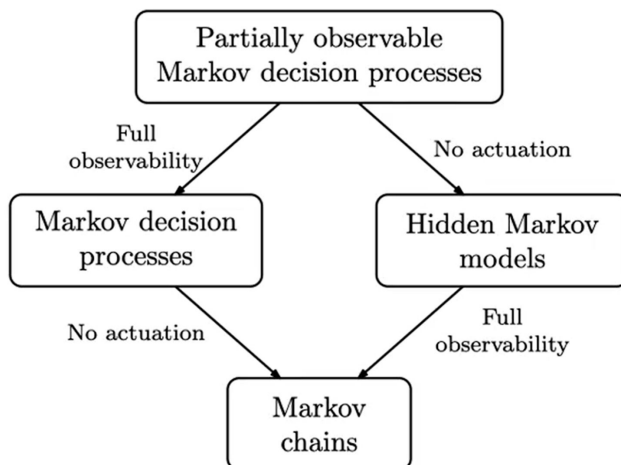 Partially observable
Markov decision processes
Full
observability
No actuation
Markov decision
processes
Hidden Markov
models
No actuation
Full
observability
Markov
chains